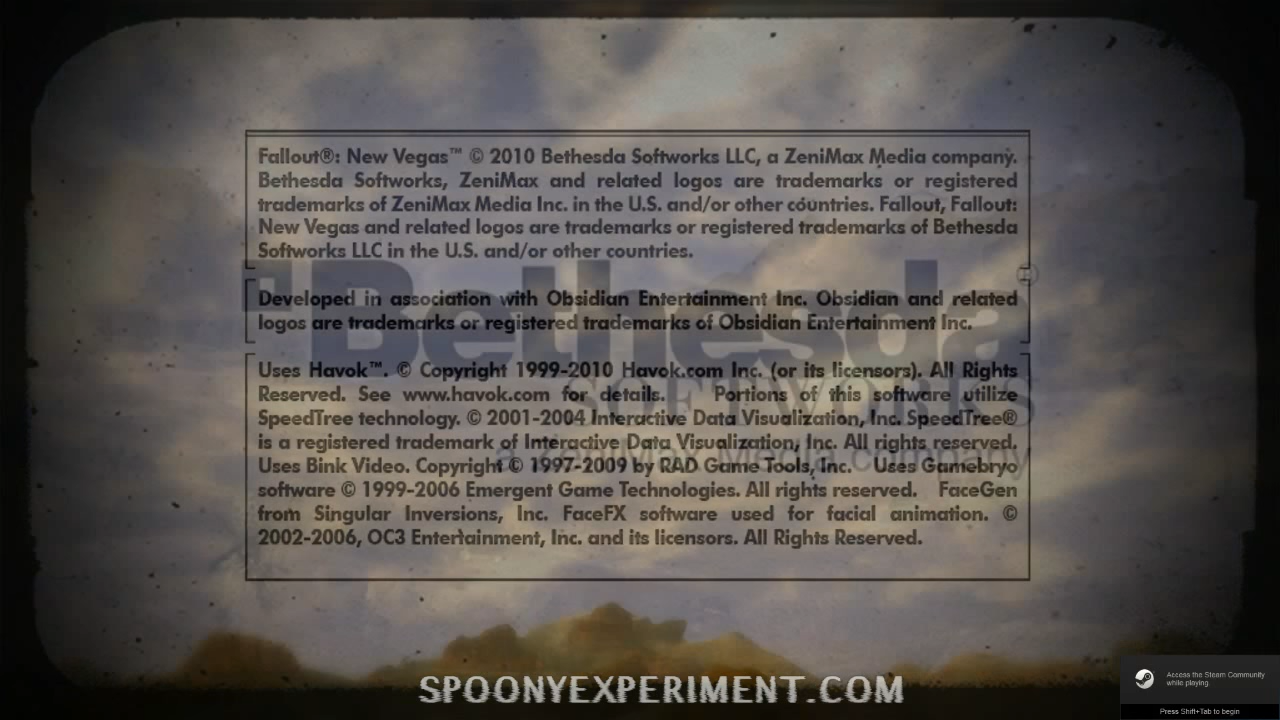 Fallout®: New Vegas™ © 2010 Bethesda Softworks LLC, a ZeniMax Media company.
Bethesda Softworks, ZeniMax and related logos are trademarks or registered
trademarks of ZeniMax Media Inc. in the U.S. and/or other countries. Fallout, Fallout:
New Vegas and related logos are trademarks or registered trademarks of Bethesda
Softworks LLC in the U.S. and/or other countries.
Bethesda®
Developed in association with Obsidian Entertainment Inc. Obsidian and related
logos are trademarks or registered trademarks of Obsidian Entertainment Inc.
Uses Havok™. © Copyright 1999-2010 Havok.com Inc. (or its licensors). All Rights
Reserved. See www.havok.com for details. Portions of this software utilize
SOFTWORKS
SpeedTree technology. © 2001-2004 Interactive Data Visualization, Inc. SpeedTree®
is a registered trademark of Interactive Data Visualization, Inc. All rights reserved.
a ZeniMax Media company
Uses Bink Video. Copyright © 1997-2009 by RAD Game Tools, Inc. Uses Gamebryo
software © 1999-2006 Emergent Game Technologies. All rights reserved. FaceGen
from Singular Inversions, Inc. FaceFX software used for facial animation. ©
2002-2006, OC3 Entertainment, Inc. and its licensors. All Rights Reserved.
SPOONYEXPERIMENT.COM
Access the Steam Community
while playing
Press Shift+Tab to begin